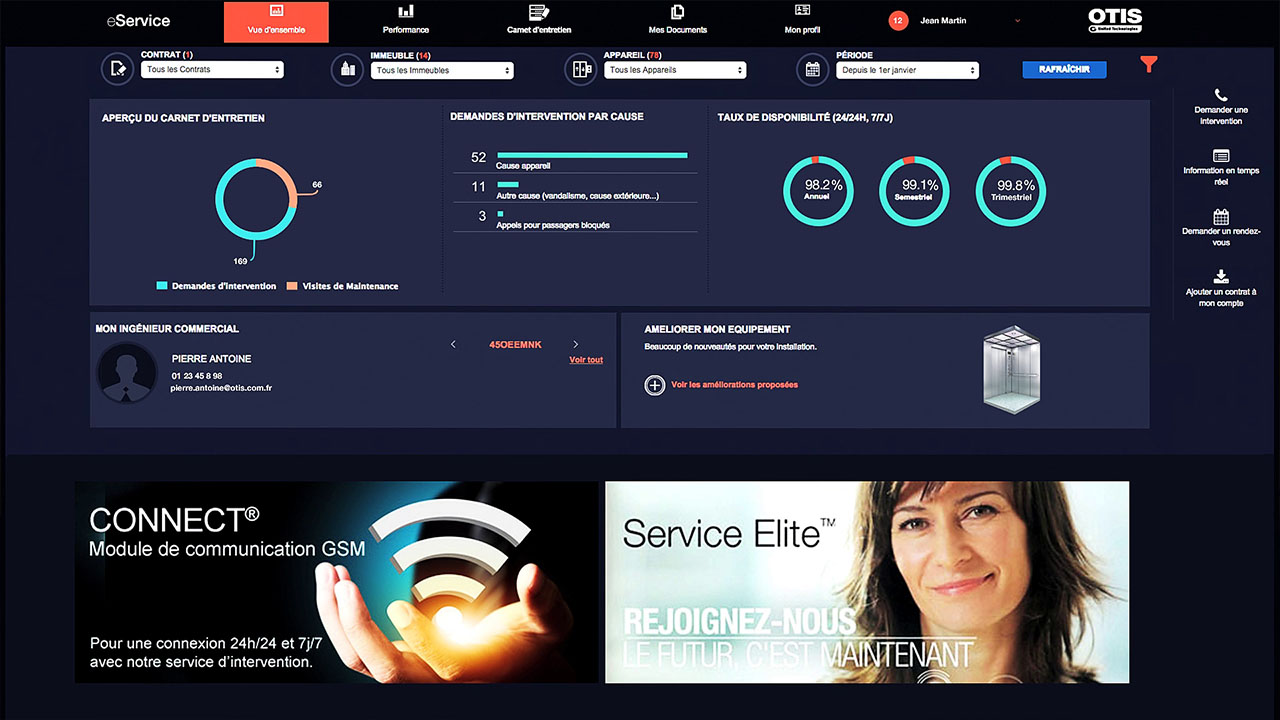 eService
Vue d'ensemble
Performance
Carnet d'entretien
Mes Documents
Mon profil
12
Jean Martin
OTIS
United Technologies
CONTRAT (1)
Tous les Contrats
IMMEUBLE (14)
Tous les Immeubles
APPAREIL (78)
Tous les Appareils
PÉRIODE
Depuis le 1er janvier
RAFRAÎCHIR
APERÇU DU CARNET D'ENTRETIEN
66
169
Demandes d'intervention
Visites de Maintenance
DEMANDES D'INTERVENTION PAR CAUSE
52
Cause appareil
11
Autre cause (vandalisme, cause extérieure...)
3
Appels pour passagers bloqués
TAUX DE DISPONIBILITÉ (24/24H, 7/7J)
98.2%
Annuel
99.1%
Semestriel
99.8%
Trimestriel
Demander une
intervention
Information en temps
réel
Demander un rendez-
vous
Ajouter un contrat à
mon compte
MON INGÉNIEUR COMMERCIAL
PIERRE ANTOINE
01 23 45 8 98
pierre.antoine@otis.com.fr
45OEEMNK
Voir tout
AMELIORER MON EQUIPEMENT
Beaucoup de nouveautés pour votre installation.
Voir les améliorations proposées
CONNECT®
Module de communication GSM
Pour une connexion 24h/24 et 7j/7
avec notre service d'intervention.
Service Elite™
REJOIGNEZ-NOUS
LE FUTUR, C'EST MAINTENANT